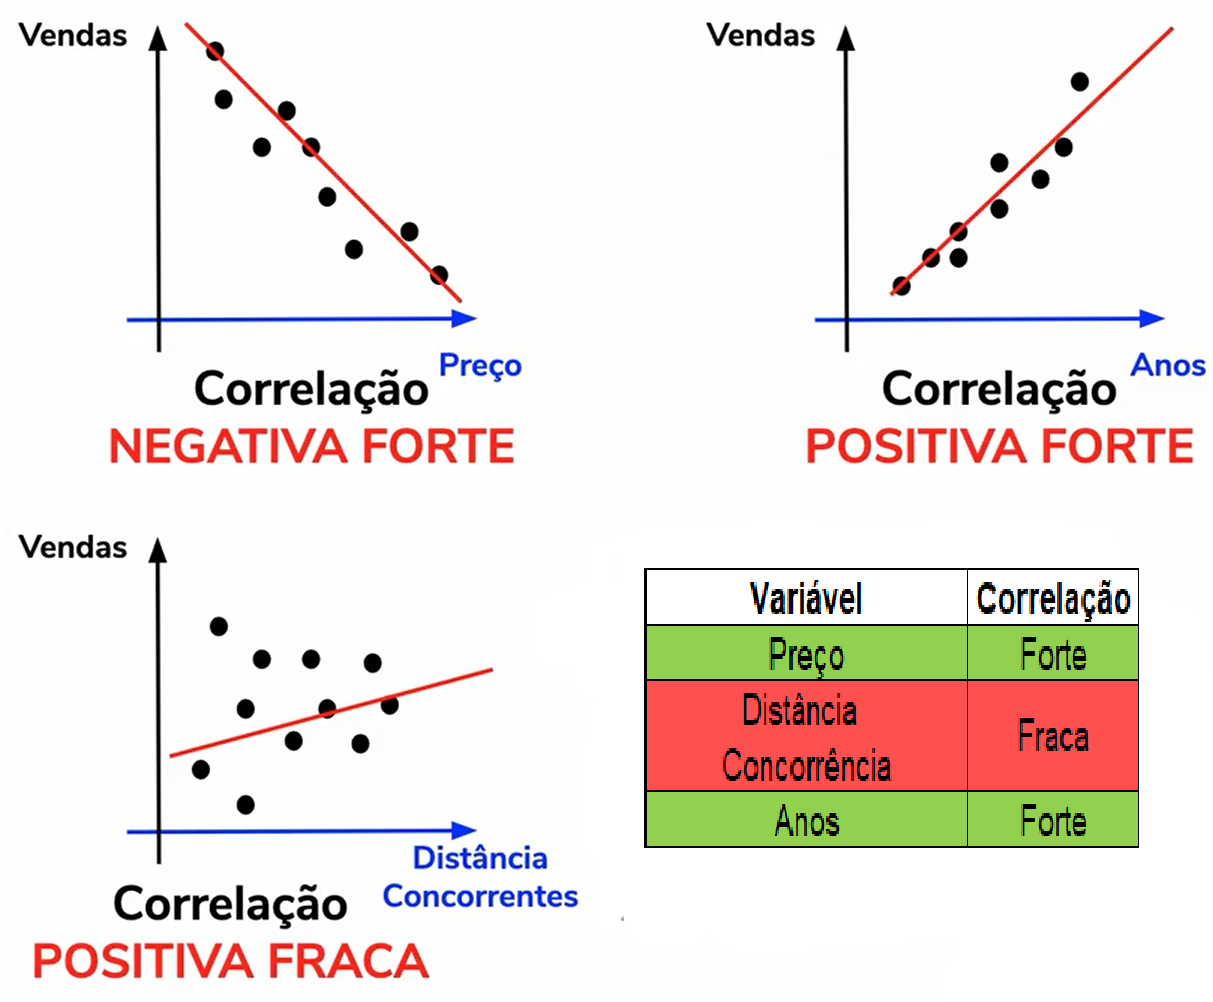 Vendas
Preço
Correlação
NEGATIVA FORTE
Vendas
Anos
Correlação
POSITIVA FORTE
Vendas
Distância
Concorrentes
Correlação
POSITIVA FRACA
Variável Correlação
Preço Forte
Distância
Concorrência
Fraca
Anos Forte